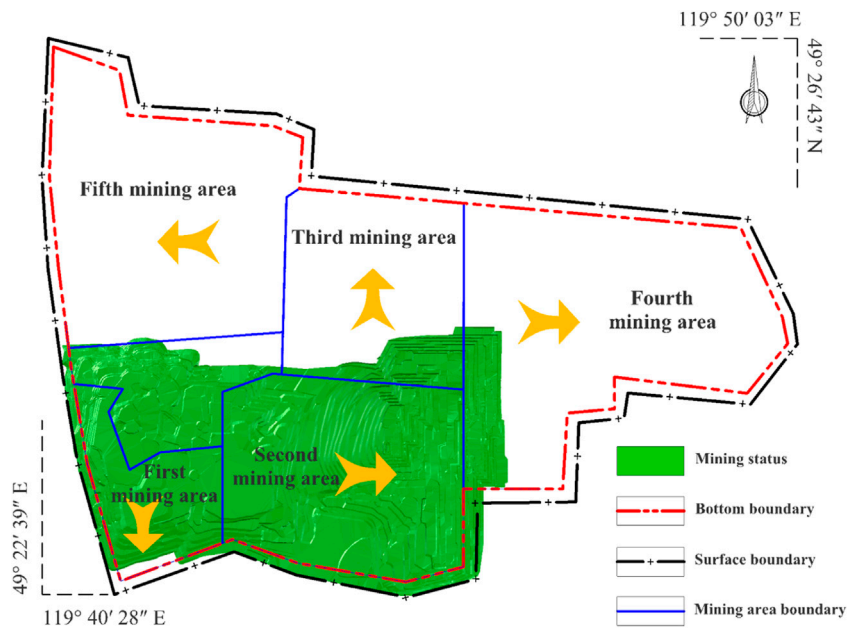 119° 50′ 03″ E
49° 26′ 43″ N
Fifth mining area
Third mining area
Fourth
mining area
First
mining area
Second
mining area
Mining status
Bottom boundary
Surface boundary
Mining area boundary
49° 22′ 39″ E
119° 40′ 28″ E